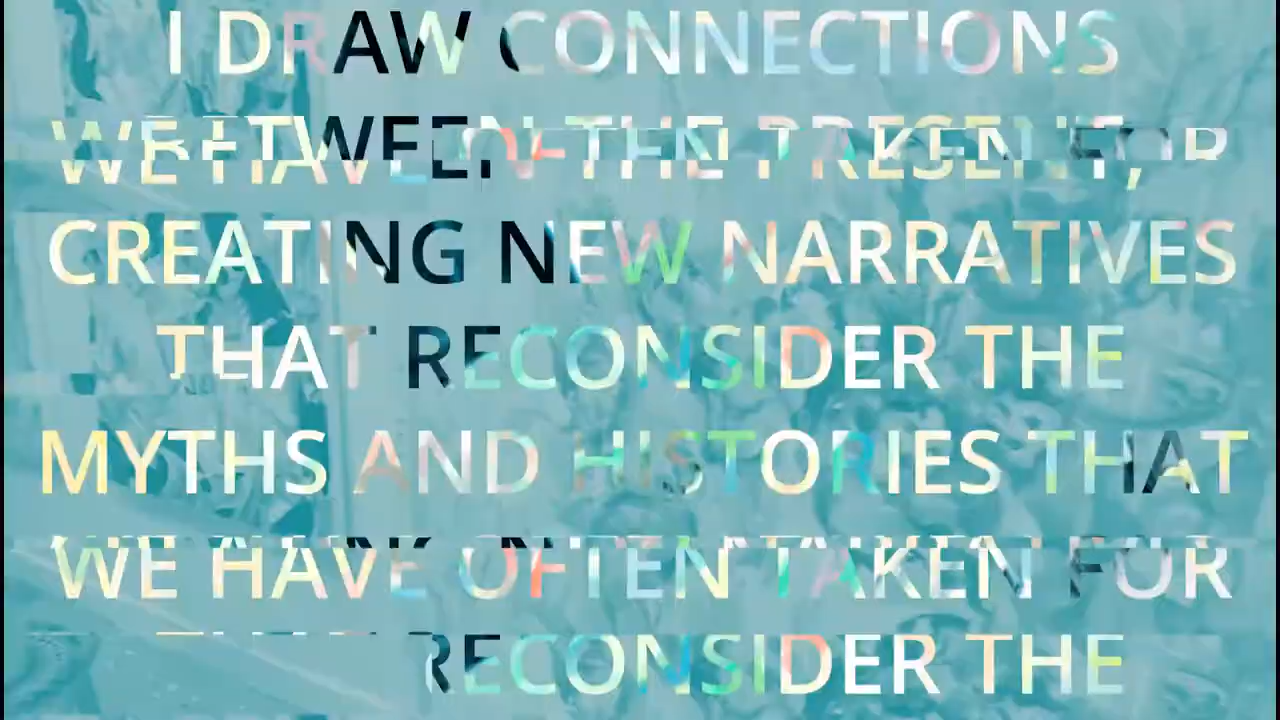 I DRAW CONNECTIONS
BETWEEN THE PRESENT,
CREATING NEW NARRATIVES
THAT RECONSIDER THE
MYTHS AND HISTORIES THAT
WE HAVE OFTEN TAKEN FOR
RECONSIDER THE